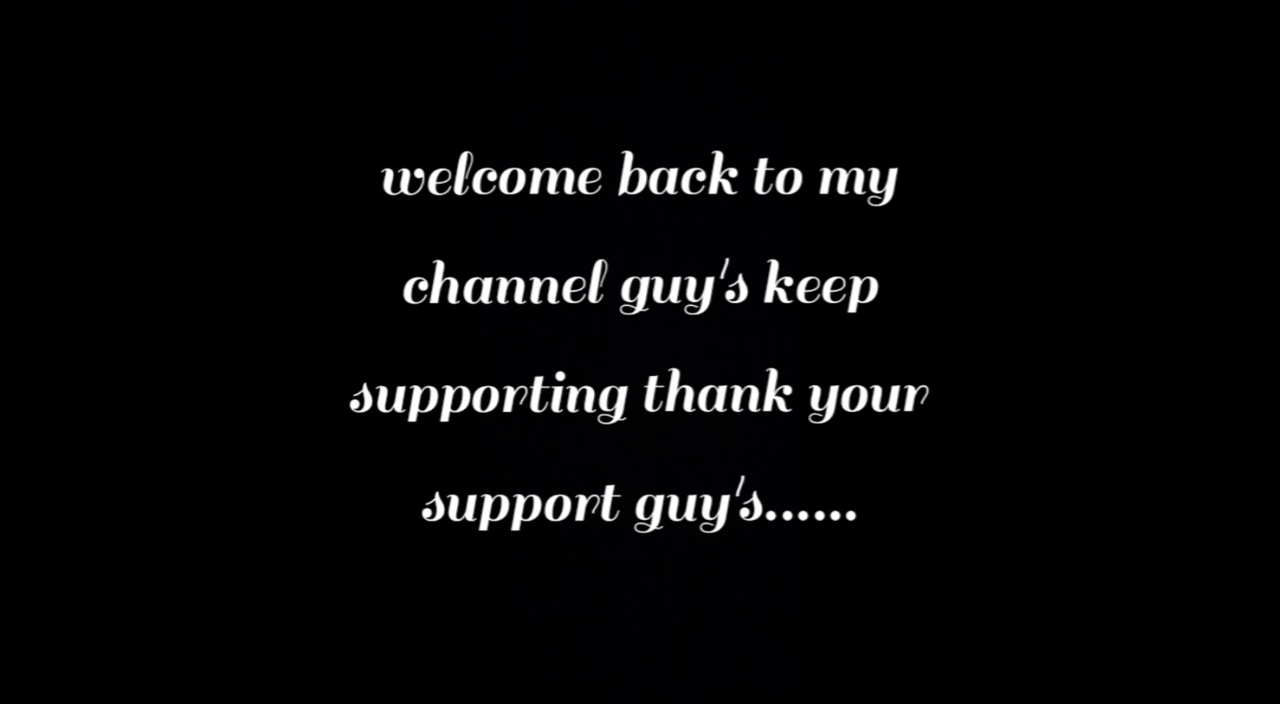 welcome back to my
channel guy's keep
supporting thank your
support guy's......